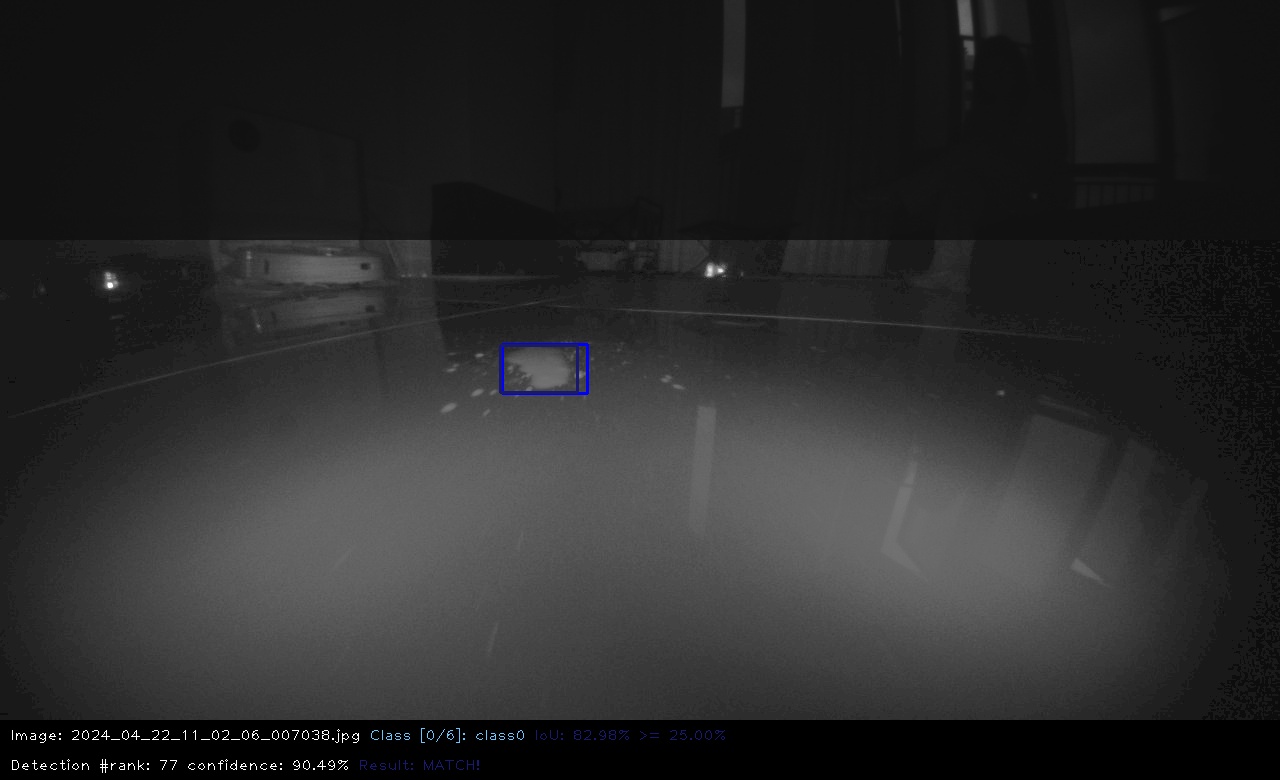 Image: 2024_04_22_11_02_06_007038.jpg Class [0/6]: class0 IoU: 82.98% >= 25.00%
Detection #rank: 77 confidence: 90.49% Result: MATCH!